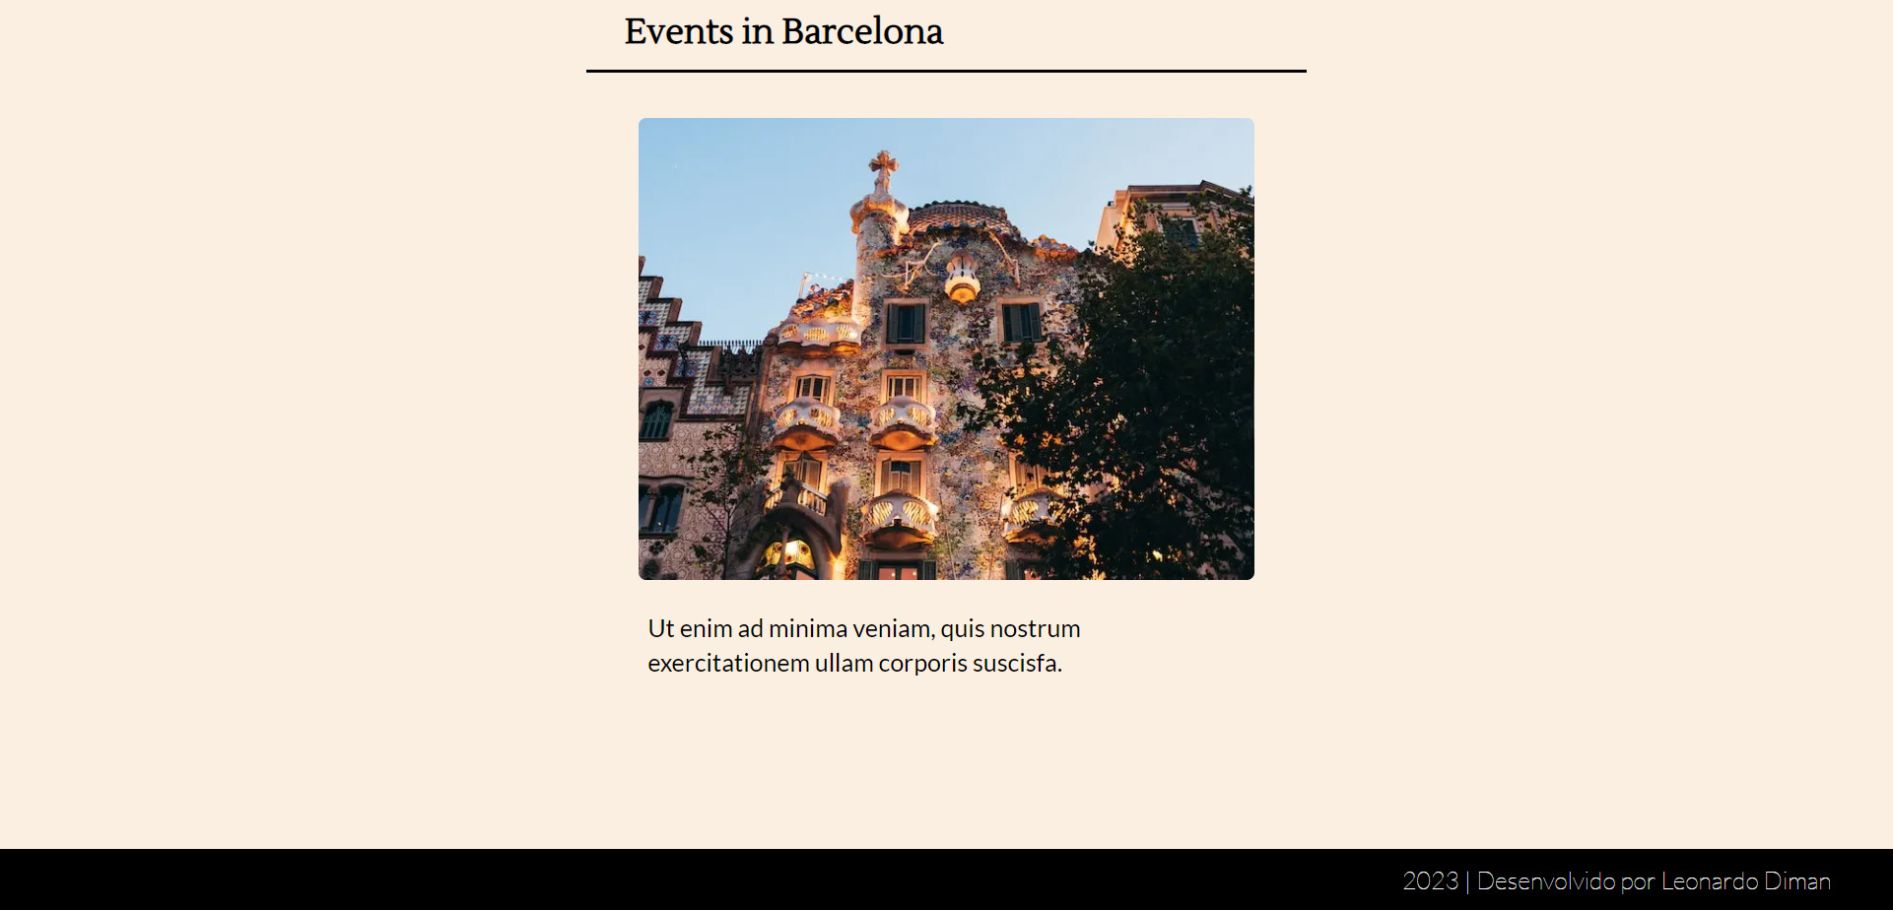 Events in Barcelona
Ut enim ad minima veniam, quis nostrum
exercitationem ullam corporis suscisfa.
2023 | Desenvolvido por Leonardo Diman